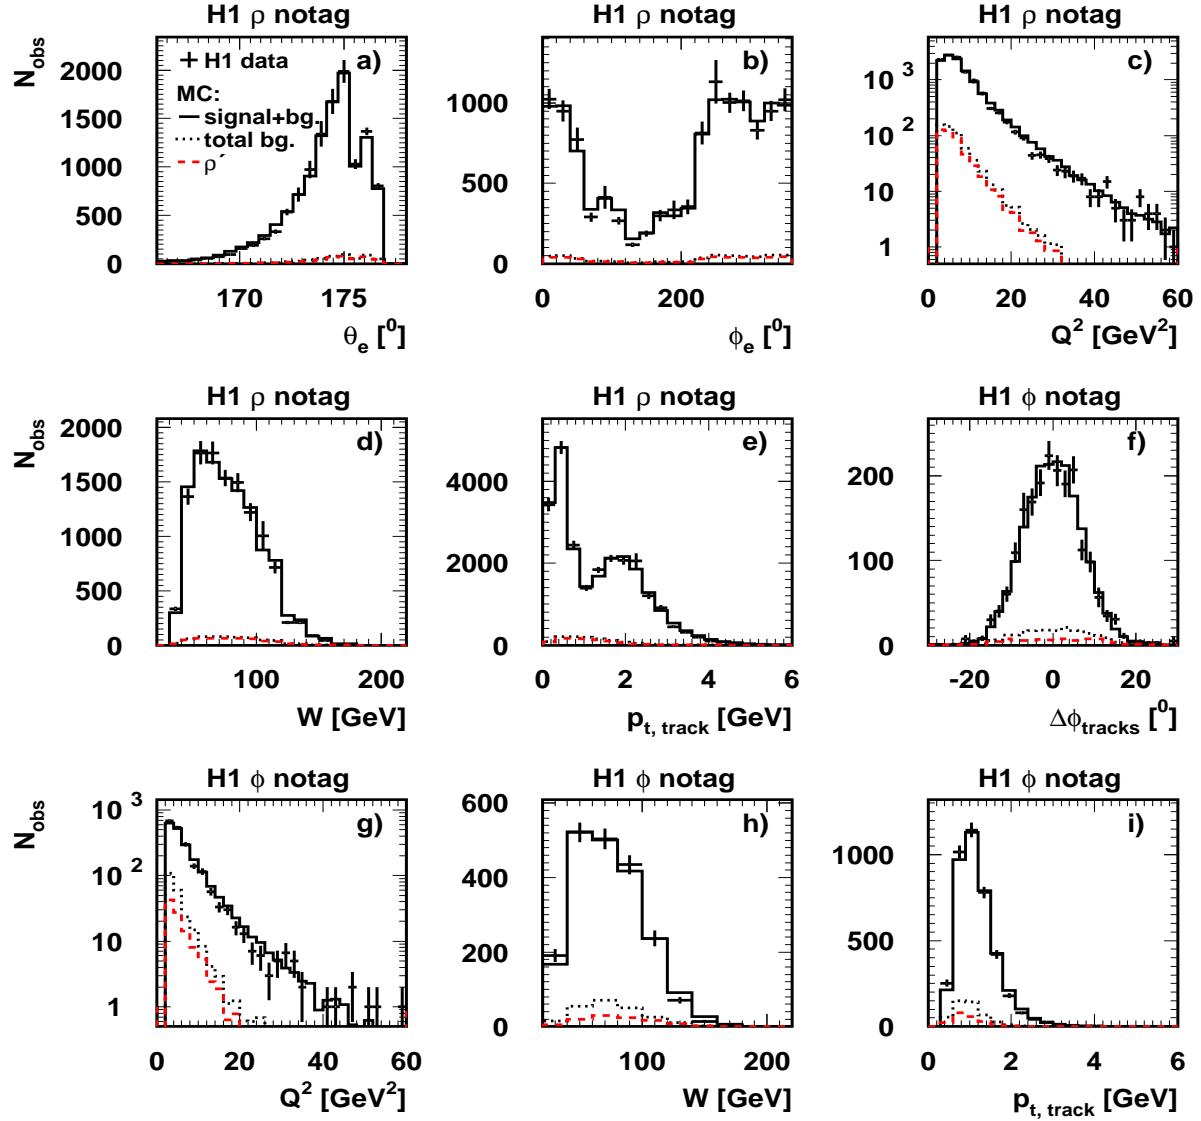 H1 ρ notag
N_obs
2000
1500
1000
500
0
170
175
θ_e [⁰]
a)
H1 data
MC:
signal+bg.
total bg.
ρ´
H1 ρ notag
1000
500
0
0
200
ϕ_e [⁰]
b)
H1 ρ notag
10³
10²
10
1
0
20
40
60
Q² [GeV²]
c)
H1 ρ notag
N_obs
2000
1500
1000
500
0
100
200
W [GeV]
d)
H1 ρ notag
4000
2000
0
0
2
4
6
p_t, track [GeV]
e)
H1 ϕ notag
200
100
0
-20
0
20
Δϕ_tracks [⁰]
f)
H1 ϕ notag
N_obs
10³
10²
10
1
0
20
40
60
Q² [GeV²]
g)
H1 ϕ notag
600
400
200
0
100
200
W [GeV]
h)
H1 ϕ notag
1000
500
0
0
2
4
6
p_t, track [GeV]
i)